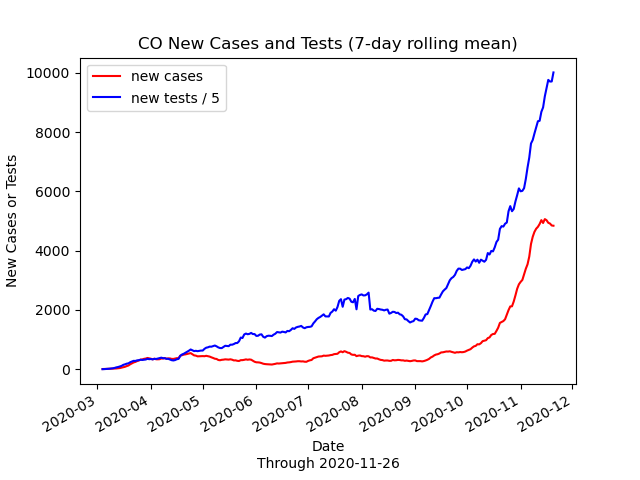 CO New Cases and Tests (7-day rolling mean)
new cases
new tests / 5
10000
8000
6000
4000
2000
0
New Cases or Tests
2020-03
2020-04
2020-05
2020-06
2020-07
2020-08
2020-09
2020-10
2020-11
2020-12
Date
Through 2020-11-26